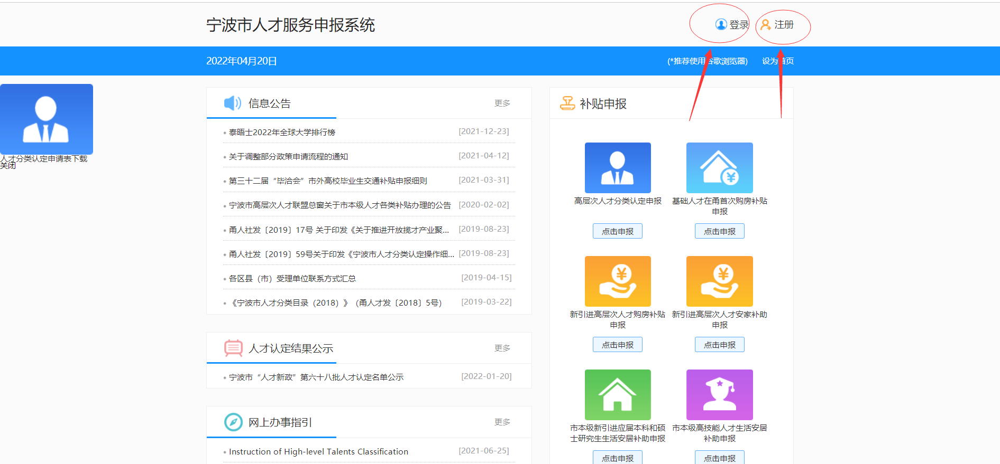 宁波市人才服务申报系统
登录
注册
2022年04月20日
(*推荐使用谷歌浏览器)
设为首页
人才分类认定申请表下载
关闭
信息公告
更多
泰晤士2022年全球大学排行榜 [2021-12-23]
关于调整部分政策申请流程的通知 [2021-04-12]
第三十二届“毕洽会”市外高校毕业生交通补贴申报细则 [2021-03-31]
宁波市高层次人才联盟总窗关于市本级人才各类补贴办理的公告 [2020-02-02]
甬人社发〔2019〕17号 关于印发《关于推进开放揽才产业聚... [2019-08-23]
甬人社发〔2019〕59号关于印发《宁波市人才分类认定操作细... [2019-08-23]
各区县（市）受理单位联系方式汇总 [2019-04-15]
《宁波市人才分类目录（2018）》（甬人才发〔2018〕5号） [2019-03-22]
人才认定结果公示
更多
宁波市“人才新政”第六十八批人才认定名单公示 [2022-01-20]
网上办事指引
更多
Instruction of High-level Talents Classification [2021-06-25]
补贴申报
高层次人才分类认定申报
点击申报
基础人才在甬首次购房补贴
申报
点击申报
新引进高层次人才购房补贴
申报
点击申报
新引进高层次人才安家补助
申报
点击申报
市本级新引进应届本科和硕
士研究生生活安居补助申报
点击申报
市本级高技能人才生活安居
补助申报
点击申报